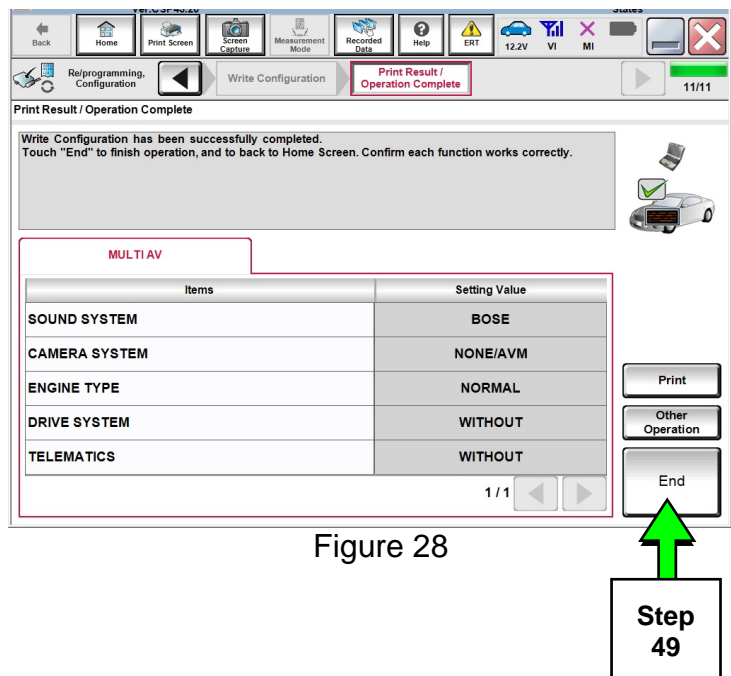 Back
Home
Print Screen
Screen
Capture
Measurement
Mode
Recorded
Data
Help
ERT
12.2V
VI
MI
Re/programming,
Configuration
Write Configuration
Print Result /
Operation Complete
11/11
Print Result / Operation Complete
Write Configuration has been successfully completed.
Touch "End" to finish operation, and to back to Home Screen. Confirm each function works correctly.
MULTI AV
Items
Setting Value
SOUND SYSTEM
BOSE
CAMERA SYSTEM
NONE/AVM
ENGINE TYPE
NORMAL
DRIVE SYSTEM
WITHOUT
TELEMATICS
WITHOUT
1 / 1
Print
Other
Operation
End
Figure 28
Step
49